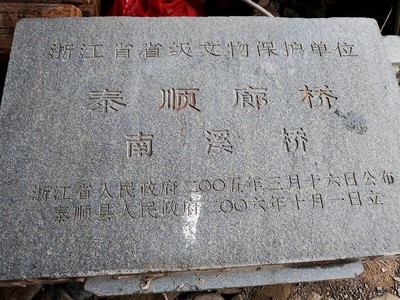 浙江省省级文物保护单位
泰顺廊桥
南溪桥
浙江省人民政府二〇〇五年三月十六日公布
泰顺县人民政府二〇〇六年十月一日立